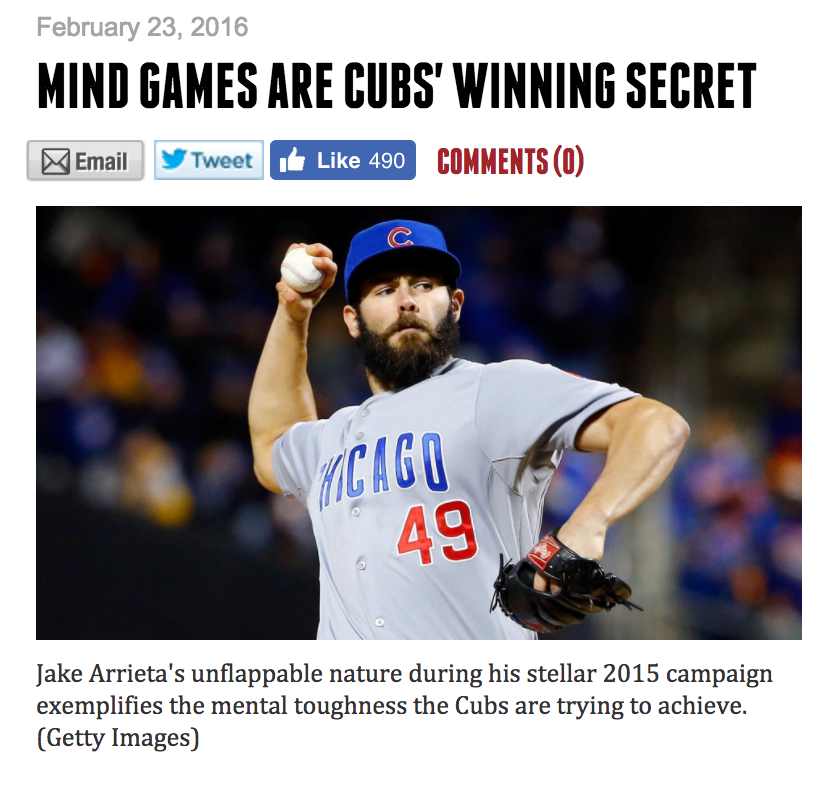 February 23, 2016
MIND GAMES ARE CUBS' WINNING SECRET
Email Tweet Like 490 COMMENTS (0)
C
CHICAGO
49
Jake Arrieta's unflappable nature during his stellar 2015 campaign
exemplifies the mental toughness the Cubs are trying to achieve.
(Getty Images)